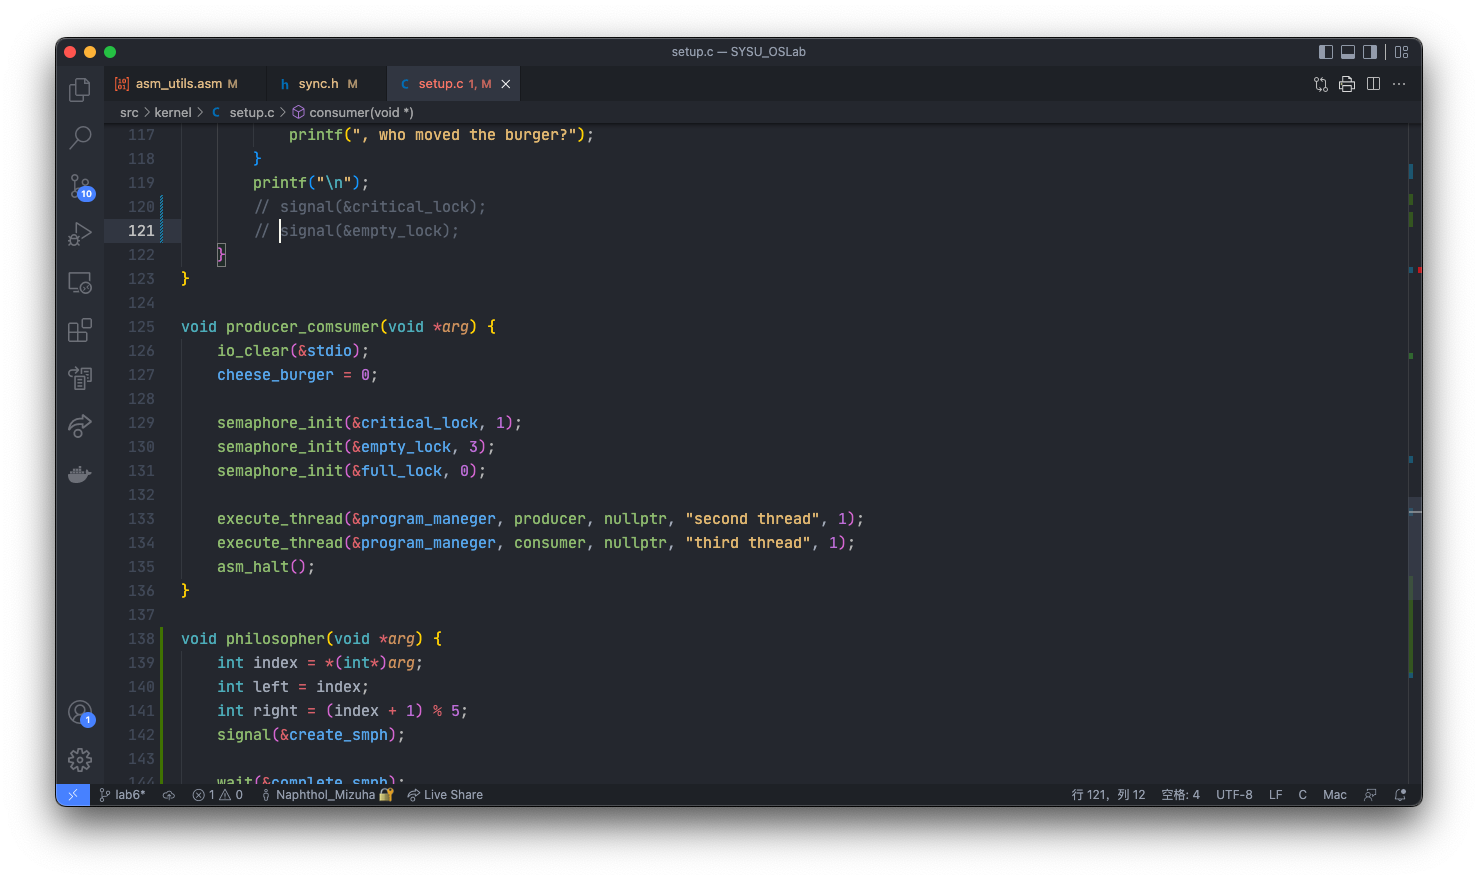 setup.c — SYSU_OSLab
asm_utils.asm M
sync.h M
setup.c 1, M
src > kernel > C setup.c > consumer(void *)
117 printf(", who moved the burger?");
118 }
119 printf("\n");
120 // signal(&critical_lock);
121 // signal(&empty_lock);
122 }
123 }
124
125 void producer_comsumer(void *arg) {
126 io_clear(&stdio);
127 cheese_burger = 0;
128
129 semaphore_init(&critical_lock, 1);
130 semaphore_init(&empty_lock, 3);
131 semaphore_init(&full_lock, 0);
132
133 execute_thread(&program_maneger, producer, nullptr, "second thread", 1);
134 execute_thread(&program_maneger, consumer, nullptr, "third thread", 1);
135 asm_halt();
136 }
137
138 void philosopher(void *arg) {
139 int index = *(int*)arg;
140 int left = index;
141 int right = (index + 1) % 5;
142 signal(&create_smph);
143
144 wait(&complete_smph);
10
1
lab6* 1 0 Naphthol_Mizuha 🔐 Live Share
行 121，列 12 空格: 4 UTF-8 LF C Mac